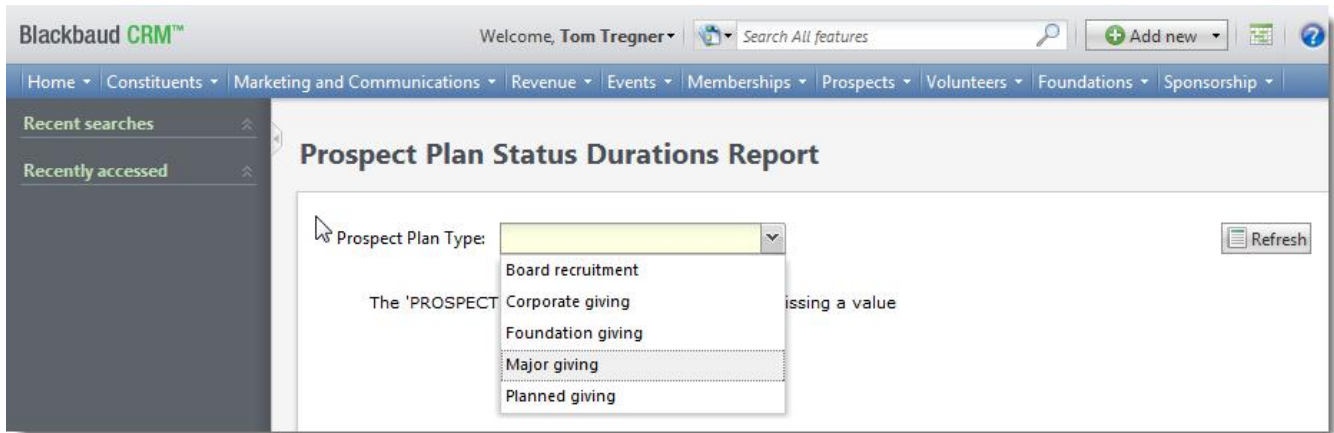 Blackbaud CRM™
Welcome, Tom Tregner
Search All features
Add new
Home Constituents Marketing and Communications Revenue Events Memberships Prospects Volunteers Foundations Sponsorship
Recent searches
Recently accessed
Prospect Plan Status Durations Report
Prospect Plan Type:
Refresh
Board recruitment
The 'PROSPECT issing a value
Corporate giving
Foundation giving
Major giving
Planned giving